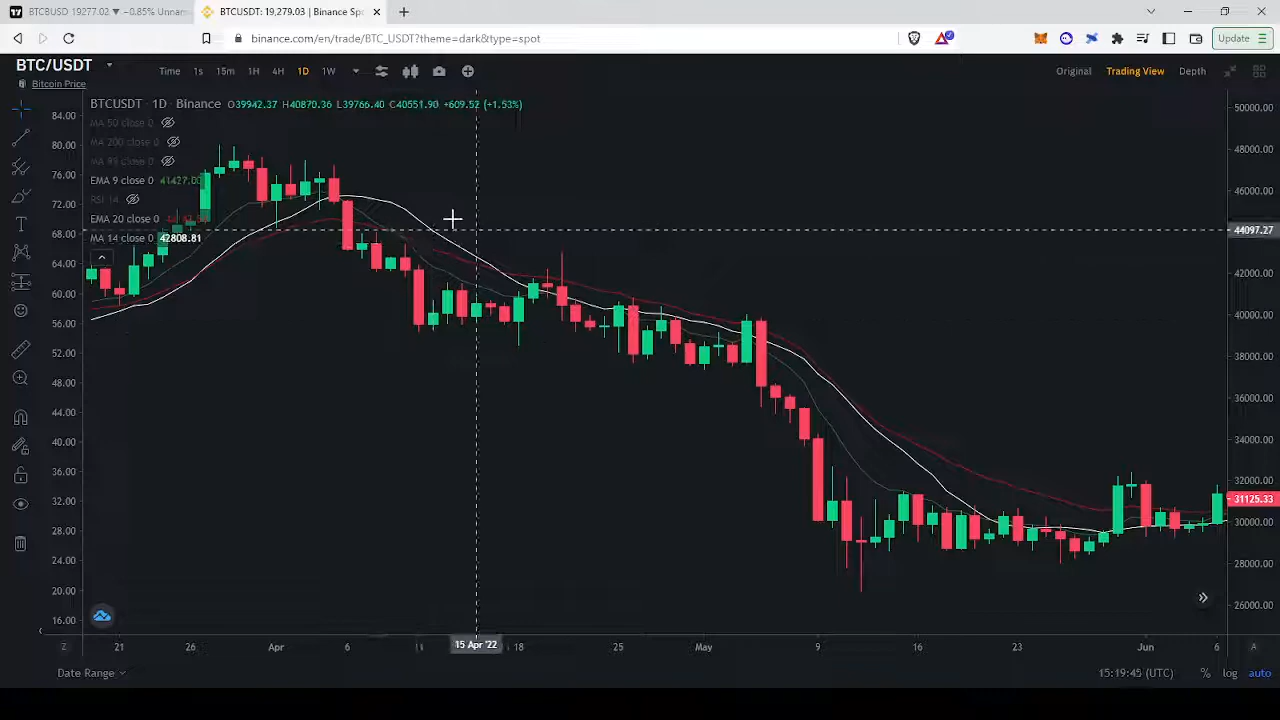 BTCBUSD 19277.02 ▼ −0.85% Unnam
BTCUSDT: 19,279.03 | Binance Spo
binance.com/en/trade/BTC_USDT?theme=dark&type=spot
Update
BTC/USDT
Bitcoin Price
Time 1s 15m 1H 4H 1D 1W
Original Trading View Depth
BTCUSDT 1D Binance O39942.37 H40870.36 L39766.40 C40551.90 +609.52 (+1.53%)
MA 50 close 0
MA 200 close 0
EMA 9 close 0 41427.00
RSI 14
EMA 20 close 0
MA 14 close 0 42808.81
84.00
80.00
76.00
72.00
68.00
64.00
60.00
56.00
52.00
48.00
44.00
40.00
36.00
32.00
28.00
24.00
20.00
16.00
50000.00
48000.00
46000.00
44097.27
42000.00
40000.00
38000.00
36000.00
34000.00
32000.00
31125.33
30000.00
28000.00
26000.00
Z 21 26 Apr 6 11 15 Apr '22 18 25 May 9 16 23 Jun 6 A
Date Range
15:19:45 (UTC) % log auto